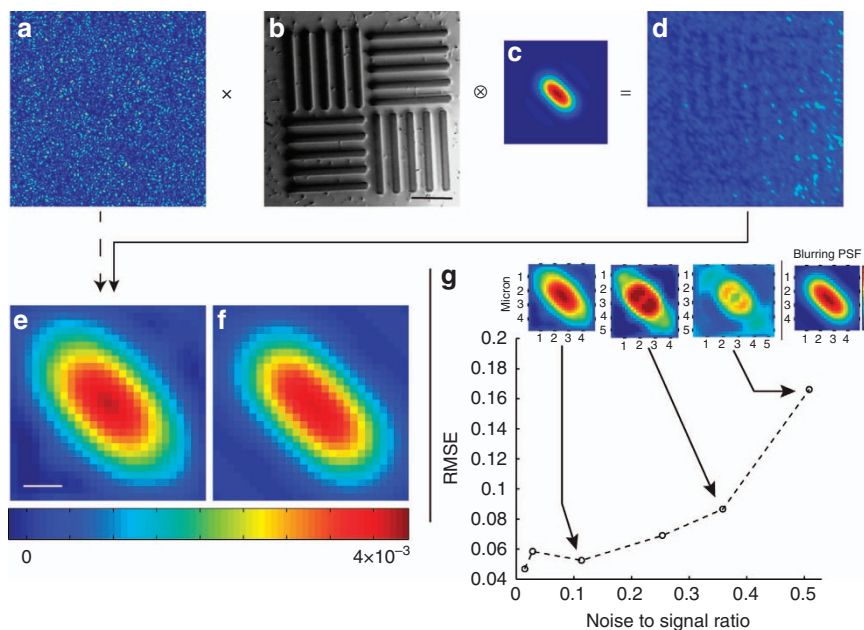 a
b
c
d
×
⊗
=
e
f
0
4×10⁻³
g
Blurring PSF
Micron
1
2
3
4
1 2 3 4
1
2
3
4
5
1 2 3 4
1
2
3
4
5
1 2 3 4 5
1
2
3
4
1 2 3 4
RMSE
0.2
0.18
0.16
0.14
0.12
0.1
0.08
0.06
0.04
0 0.1 0.2 0.3 0.4 0.5
Noise to signal ratio